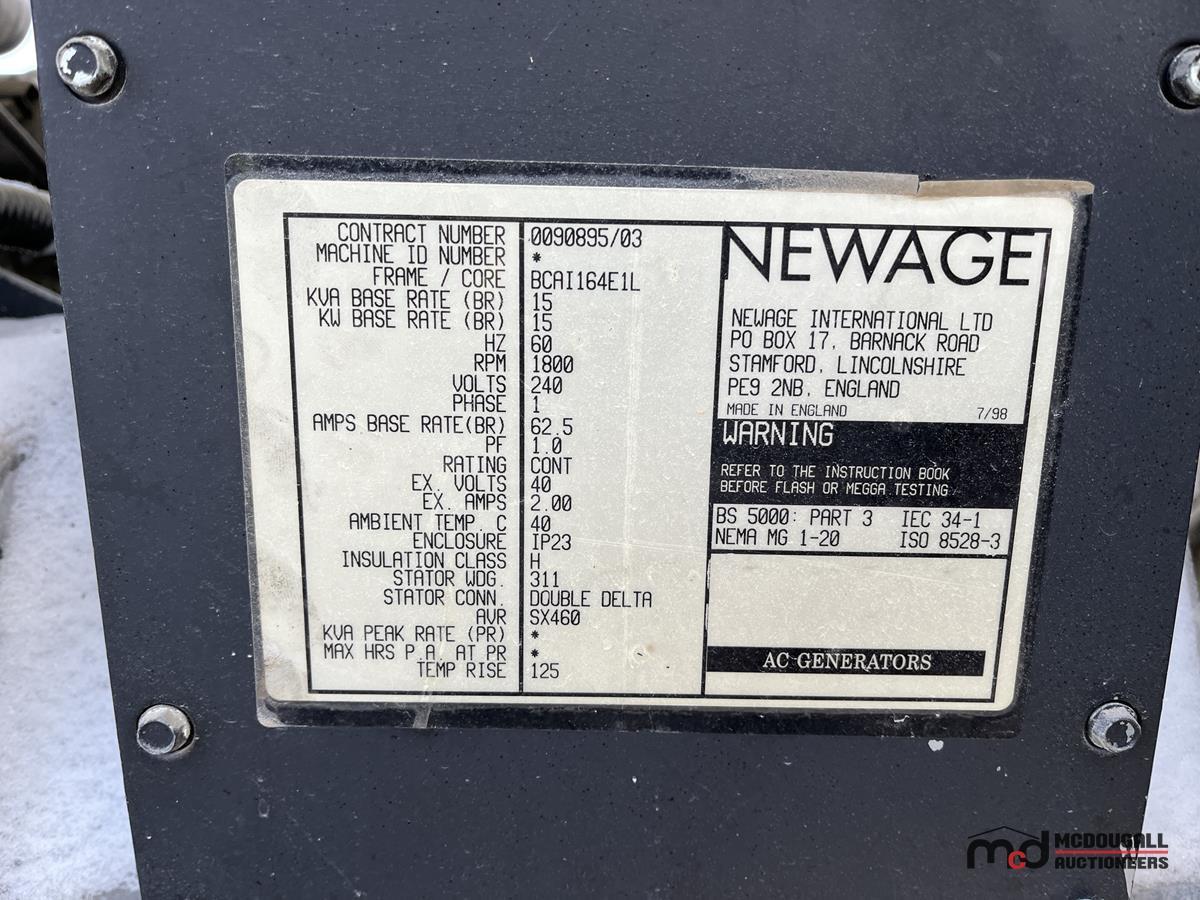 CONTRACT NUMBER 0090895/03
MACHINE ID NUMBER *
FRAME / CORE BCAI164E1L
KVA BASE RATE (BR) 15
KW BASE RATE (BR) 15
HZ 60
RPM 1800
VOLTS 240
PHASE 1
AMPS BASE RATE(BR) 62.5
PF 1.0
RATING CONT
EX. VOLTS 40
EX. AMPS 2.00
AMBIENT TEMP. C 40
ENCLOSURE IP23
INSULATION CLASS H
STATOR WDG. 311
STATOR CONN. DOUBLE DELTA
AVR SX460
KVA PEAK RATE (PR) *
MAX HRS P.A. AT PR *
TEMP RISE 125
NEWAGE
NEWAGE INTERNATIONAL LTD
PO BOX 17, BARNACK ROAD
STAMFORD, LINCOLNSHIRE
PE9 2NB, ENGLAND
MADE IN ENGLAND 7/98
WARNING
REFER TO THE INSTRUCTION BOOK
BEFORE FLASH OR MEGGA TESTING
BS 5000: PART 3 IEC 34-1
NEMA MG 1-20 ISO 8528-3
AC GENERATORS
mcd MCDOUGALL
AUCTIONEERS